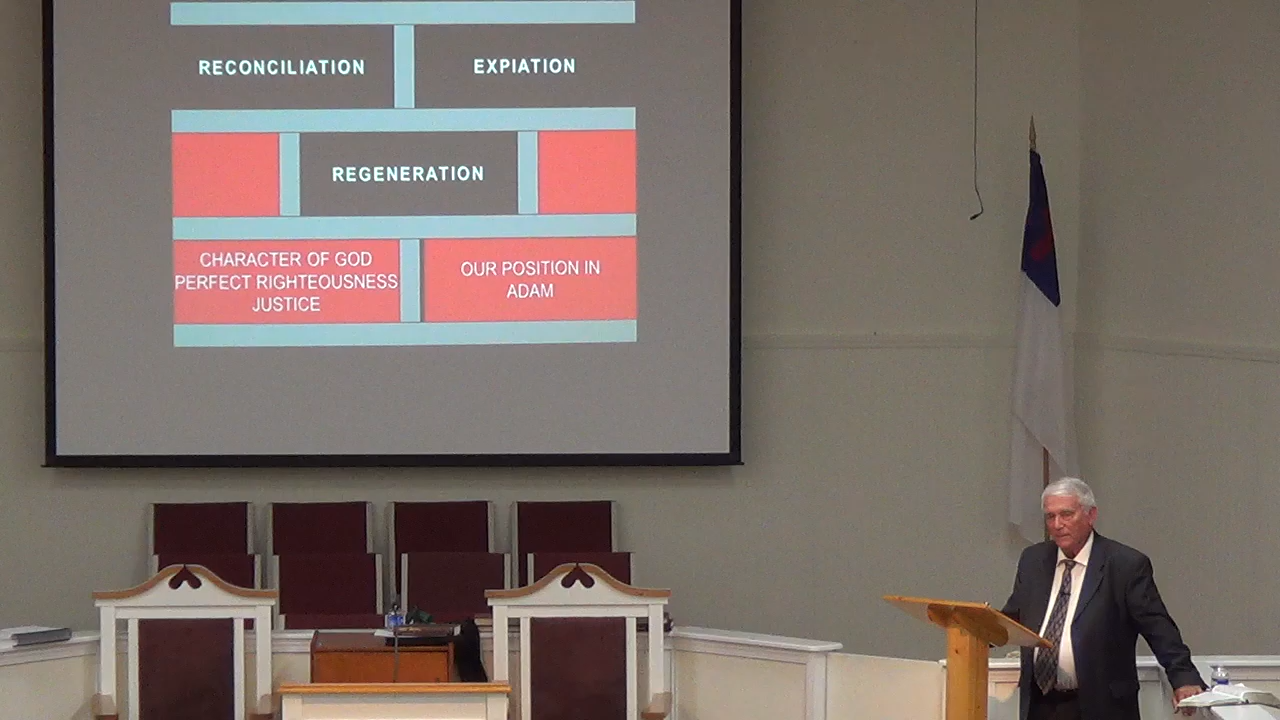 RECONCILIATION
EXPIATION
REGENERATION
CHARACTER OF GOD
PERFECT RIGHTEOUSNESS
JUSTICE
OUR POSITION IN
ADAM